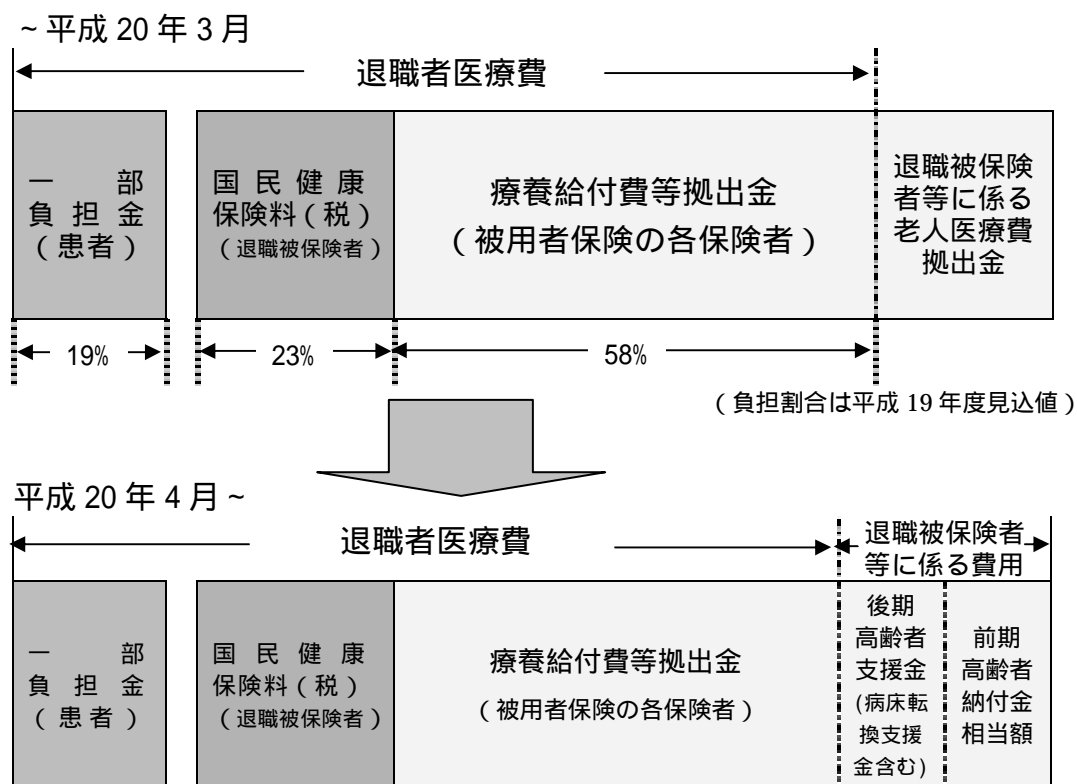 ~平成 20 年 3 月
退職者医療費
一部
負担金
(患者)
国民健康
保険料(税)
(退職被保険者)
療養給付費等拠出金
(被用者保険の各保険者)
退職被保険
者等に係る
老人医療費
拠出金
19%
23%
58%
(負担割合は平成 19 年度見込値)
平成 20 年 4 月~
退職者医療費
退職被保険者
等に係る費用
一部
負担金
(患者)
国民健康
保険料(税)
(退職被保険者)
療養給付費等拠出金
(被用者保険の各保険者)
後期
高齢者
支援金
(病床転
換支援
金含む)
前期
高齢者
納付金
相当額